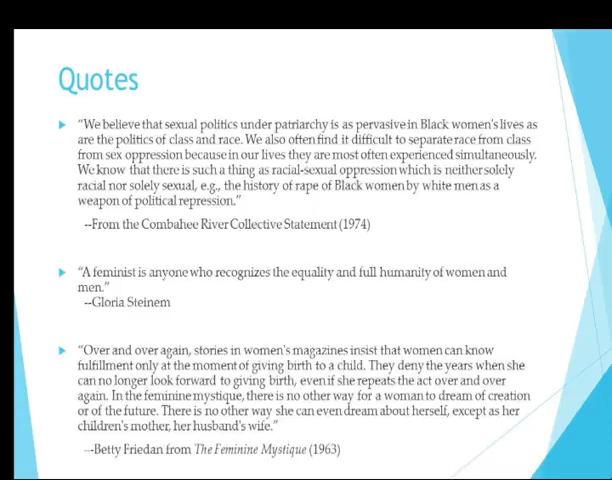 Quotes
"We believe that sexual politics under patriarchy is as pervasive in Black women's lives as
are the politics of class and race. We also often find it difficult to separate race from class
from sex oppression because in our lives they are most often experienced simultaneously.
We know that there is such a thing as racial-sexual oppression which is neither solely
racial nor solely sexual, e.g., the history of rape of Black women by white men as a
weapon of political repression."
--From the Combahee River Collective Statement (1974)
"A feminist is anyone who recognizes the equality and full humanity of women and
men."
--Gloria Steinem
"Over and over again, stories in women's magazines insist that women can know
fulfillment only at the moment of giving birth to a child. They deny the years when she
can no longer look forward to giving birth, even if she repeats the act over and over
again. In the feminine mystique, there is no other way for a woman to dream of creation
or of the future. There is no other way she can even dream about herself, except as her
children's mother, her husband's wife."
--Betty Friedan from The Feminine Mystique (1963)